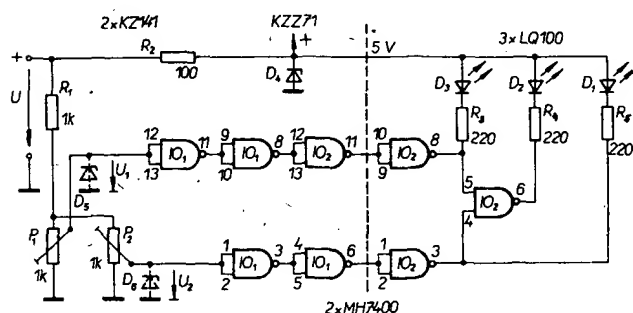 2×KZ141
KZZ71
+
R2
100
D4
5 V
3×LQ100
+
U
R1
1k
D3
D2
D1
R3
220
R4
220
R5
220
12
13
IO1
11
9
10
IO1
8
12
13
IO2
11
10
9
IO2
8
U1
D5
5
4
IO2
6
P1
1k
P2
1k
D6
U2
1
2
IO1
3
4
5
IO1
6
1
2
IO2
3
2×MH7400